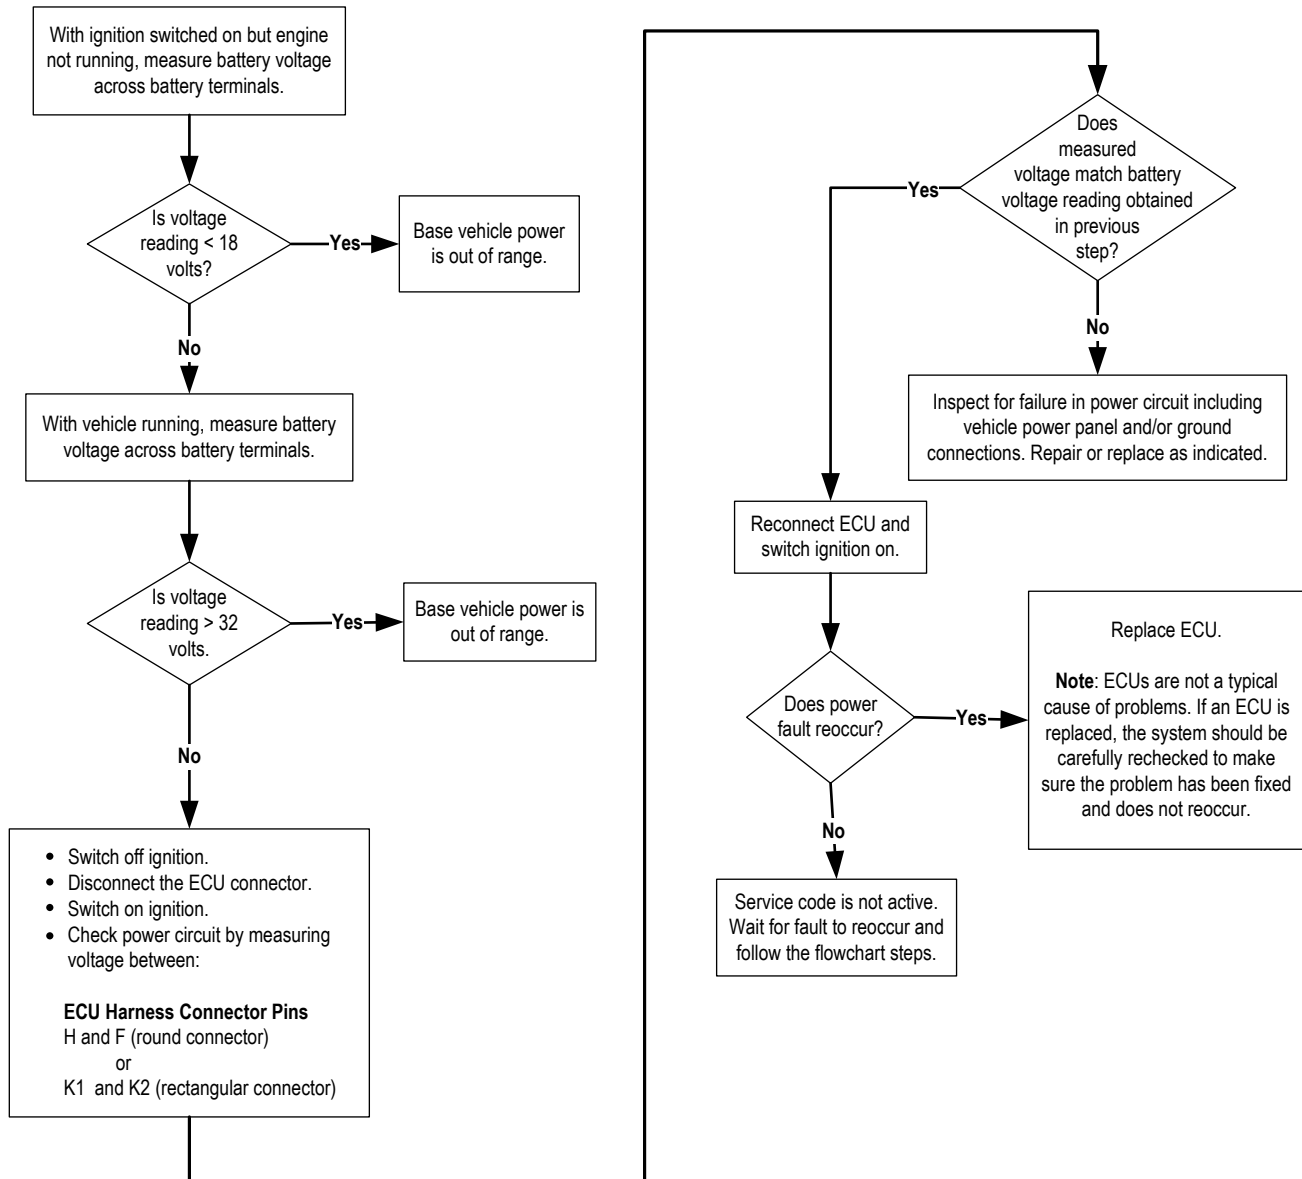 With ignition switched on but engine
not running, measure battery voltage
across battery terminals.
Is voltage
reading < 18
volts?
Yes
Base vehicle power
is out of range.
No
With vehicle running, measure battery
voltage across battery terminals.
Is voltage
reading > 32
volts.
Yes
Base vehicle power is
out of range.
No
• Switch off ignition.
• Disconnect the ECU connector.
• Switch on ignition.
• Check power circuit by measuring
voltage between:
ECU Harness Connector Pins
H and F (round connector)
or
K1 and K2 (rectangular connector)
Does
measured
voltage match battery
voltage reading obtained
in previous
step?
Yes
No
Inspect for failure in power circuit including
vehicle power panel and/or ground
connections. Repair or replace as indicated.
Reconnect ECU and
switch ignition on.
Does power
fault reoccur?
Yes
Replace ECU.
Note: ECUs are not a typical
cause of problems. If an ECU is
replaced, the system should be
carefully rechecked to make
sure the problem has been fixed
and does not reoccur.
No
Service code is not active.
Wait for fault to reoccur and
follow the flowchart steps.